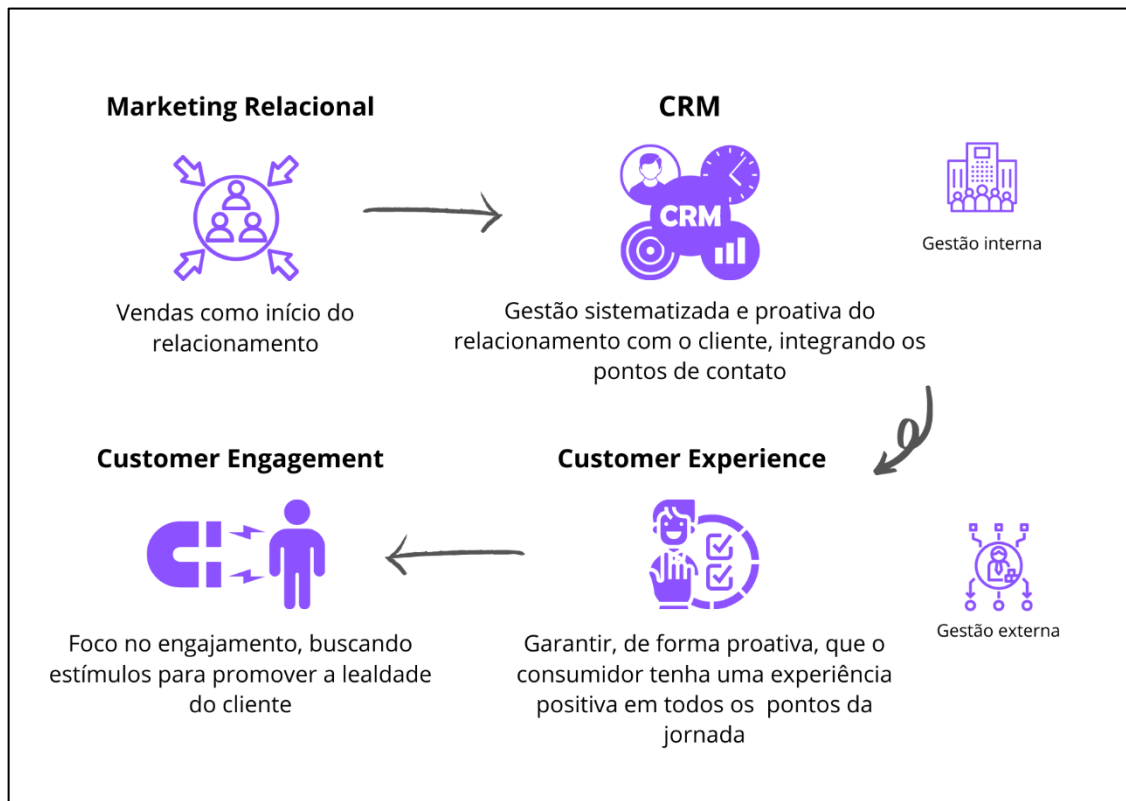 Marketing Relacional
Vendas como início do
relacionamento
CRM
CRM
Gestão sistematizada e proativa do
relacionamento com o cliente, integrando os
pontos de contato
Gestão interna
Customer Engagement
Foco no engajamento, buscando
estímulos para promover a lealdade
do cliente
Customer Experience
Garantir, de forma proativa, que o
consumidor tenha uma experiência
positiva em todos os pontos da
jornada
Gestão externa